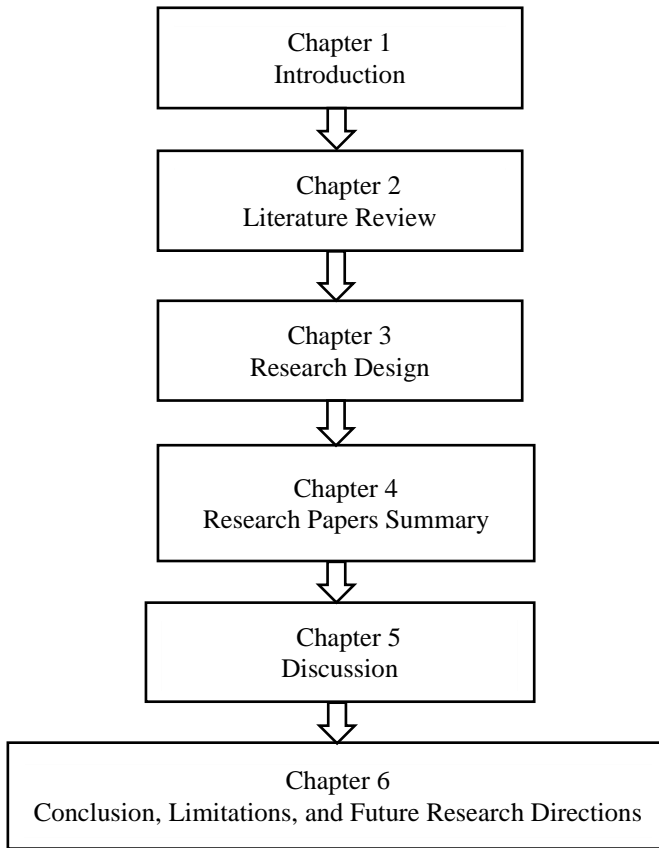 Chapter 1
Introduction
Chapter 2
Literature Review
Chapter 3
Research Design
Chapter 4
Research Papers Summary
Chapter 5
Discussion
Chapter 6
Conclusion, Limitations, and Future Research Directions